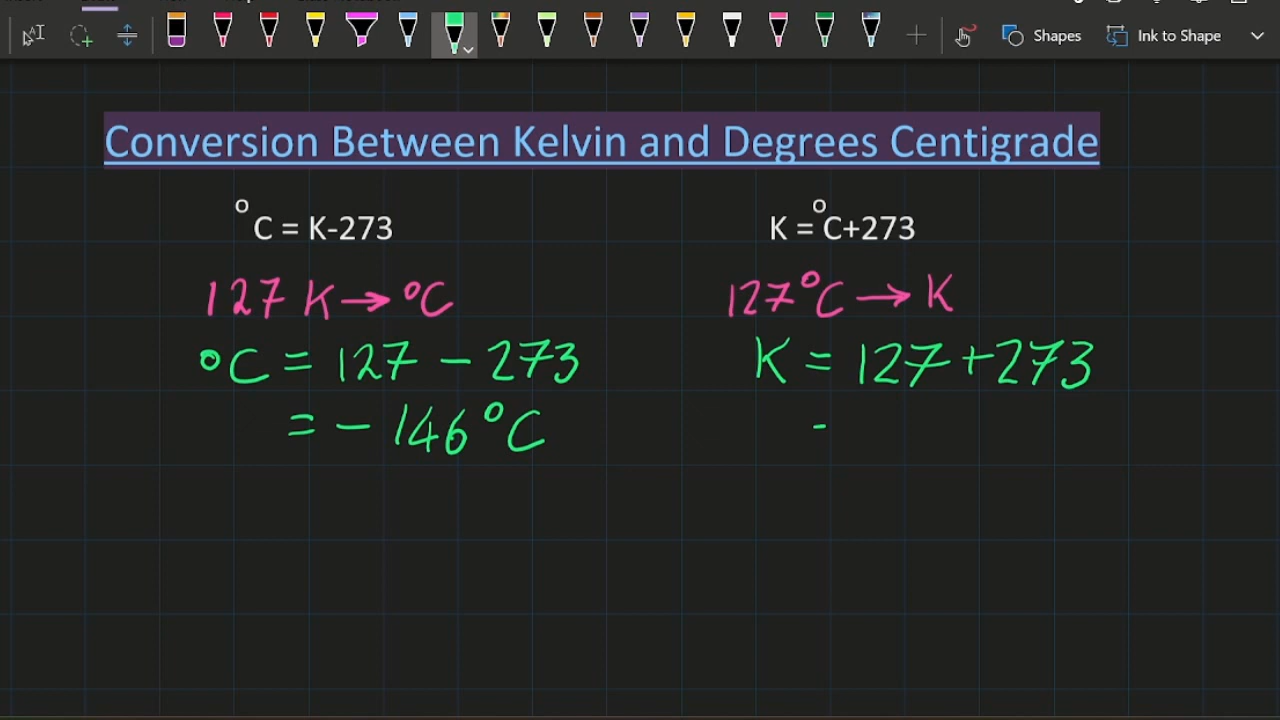 Shapes
Ink to Shape
Conversion Between Kelvin and Degrees Centigrade
°C = K-273
127 K → °C
°C = 127 - 273
= - 146 °C
K = °C+273
127 °C → K
K = 127 + 273
-